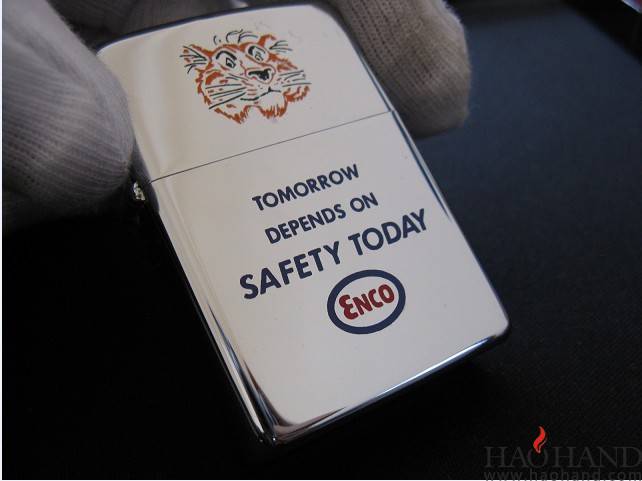 TOMORROW
DEPENDS ON
SAFETY TODAY
ENCO
HAOHAND
www.haohand.com